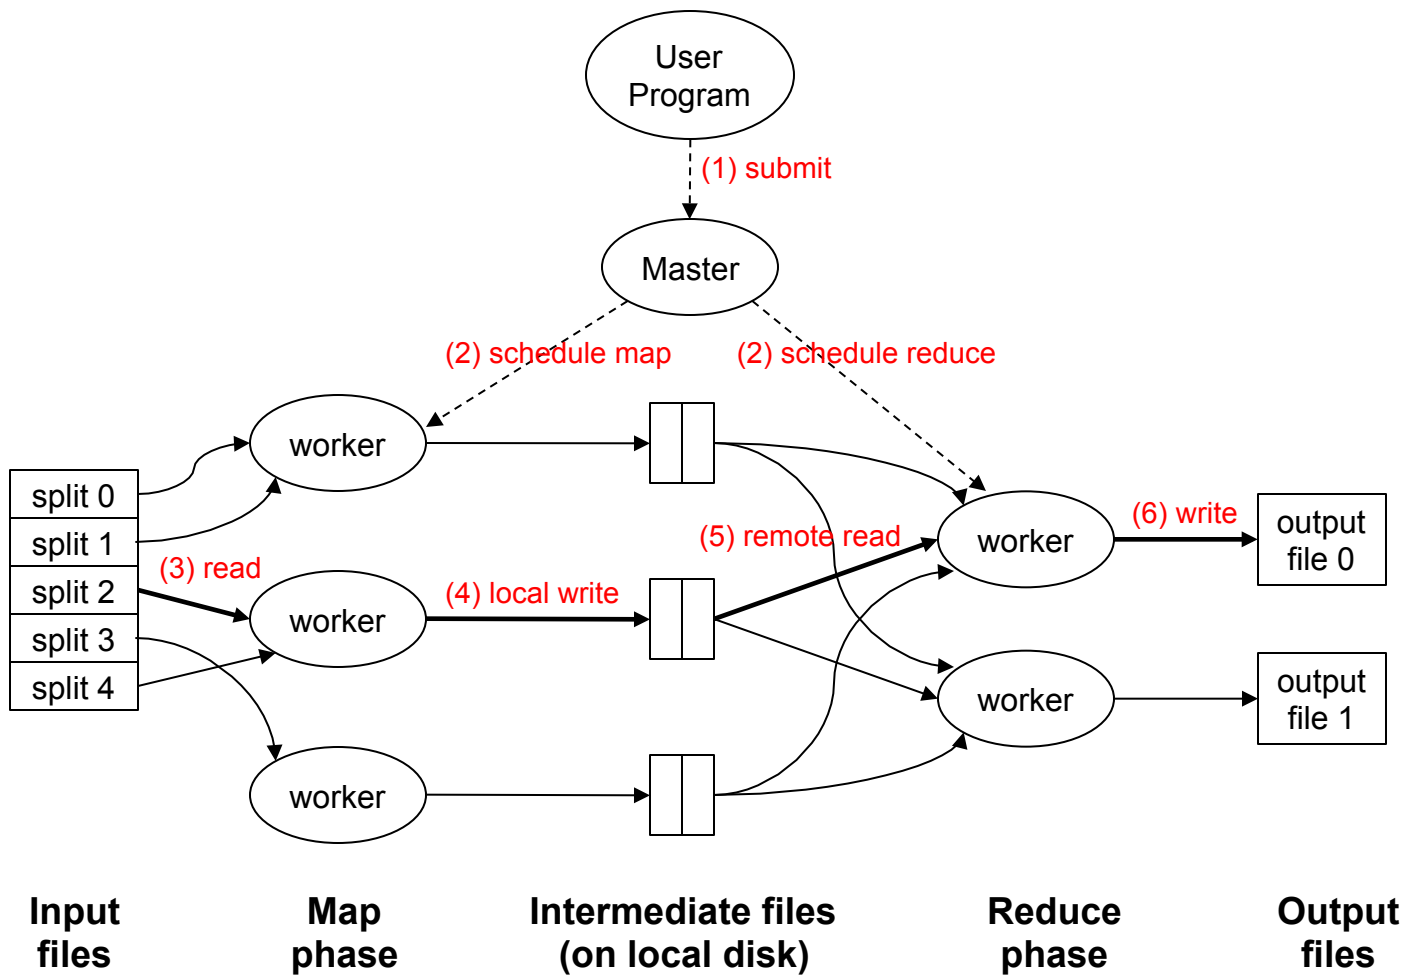 User
Program
(1) submit
Master
(2) schedule map
(2) schedule reduce
worker
split 0
split 1
split 2
split 3
split 4
(3) read
worker
(4) local write
worker
(5) remote read
worker
(6) write
output
file 0
worker
output
file 1
Input
files
Map
phase
Intermediate files
(on local disk)
Reduce
phase
Output
files